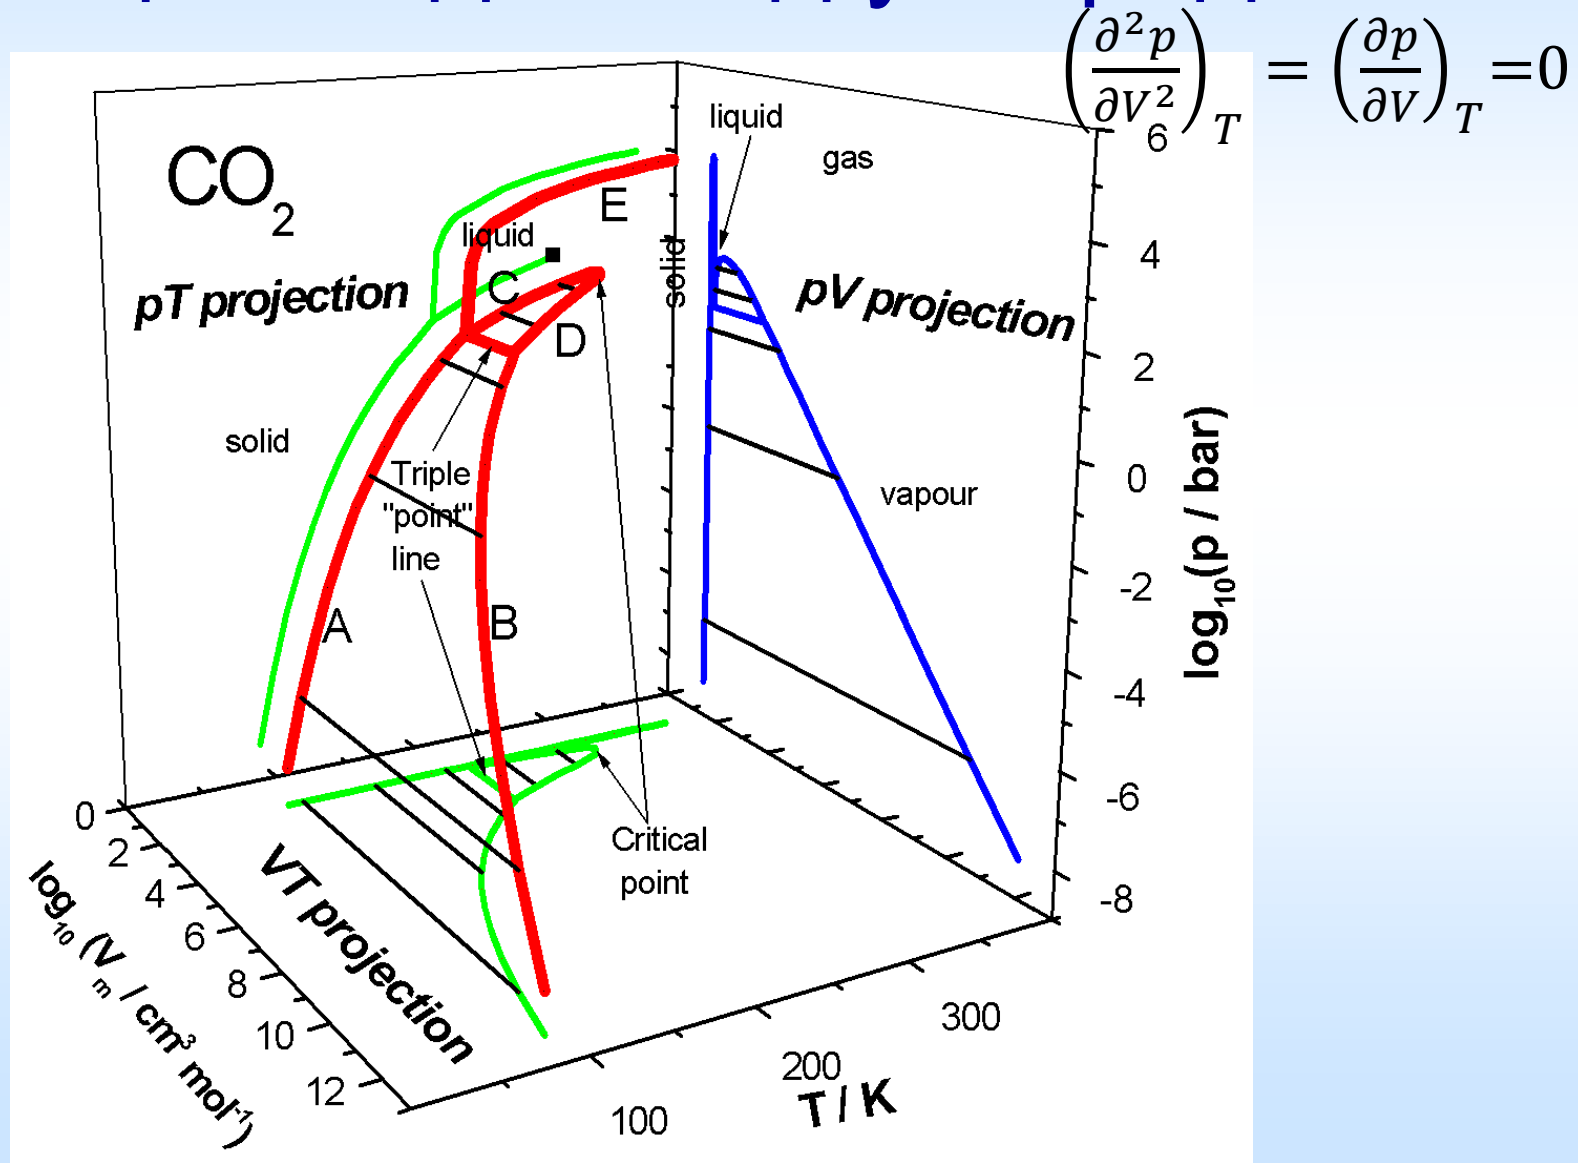 (∂²p/∂V²)_T = (∂p/∂V)_T =0
CO₂
pT projection
liquid
E
C
D
solid
Triple
"point"
line
A
B
liquid
gas
solid
pV projection
vapour
6
4
2
0
-2
-4
-6
-8
log₁₀(p / bar)
Critical
point
VT projection
0
2
4
6
8
10
12
log₁₀ (Vₘ / cm³ mol⁻¹)
100
200
300
T / K